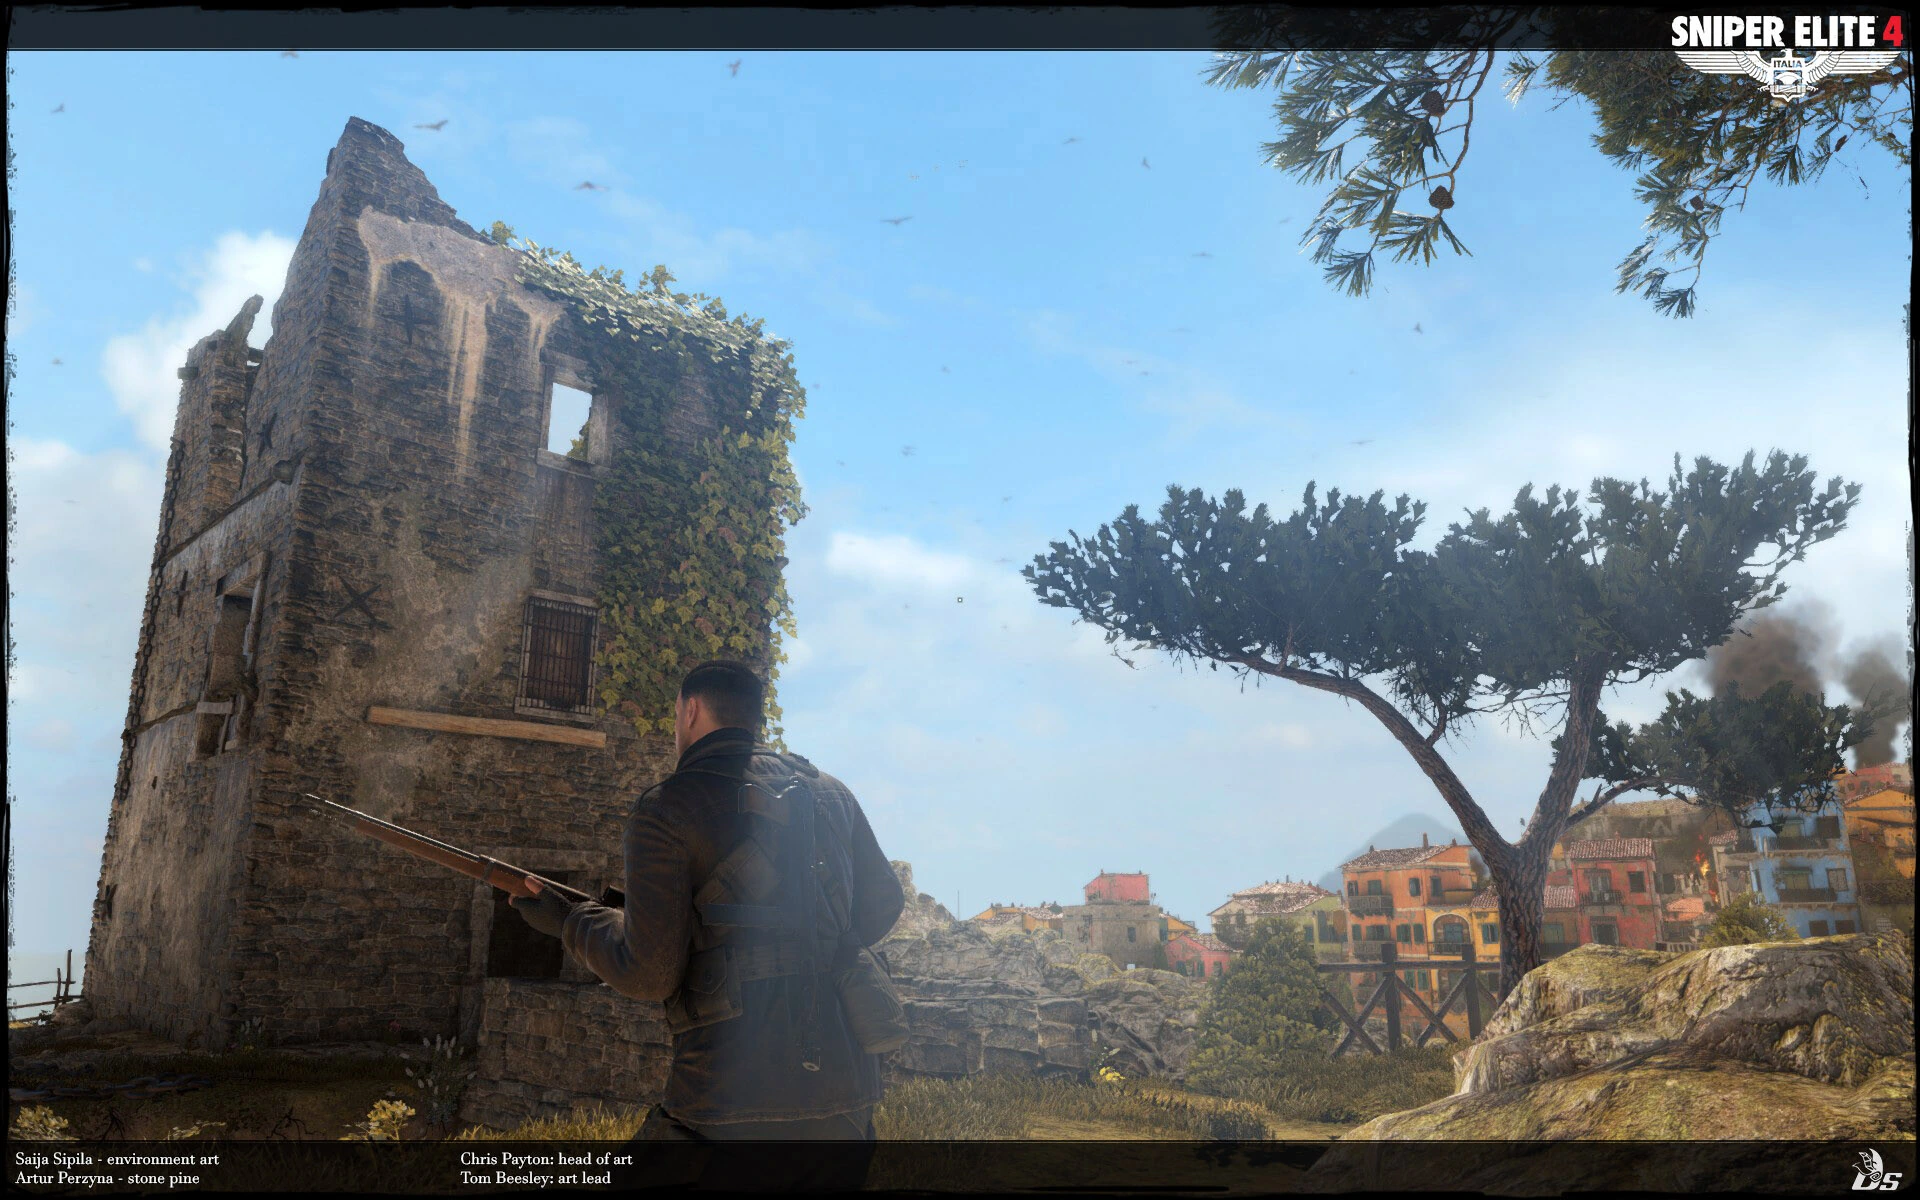 SNIPER ELITE 4
ITALIA
Saija Sipila - environment art
Artur Perzyna - stone pine
Chris Payton: head of art
Tom Beesley: art lead
DS